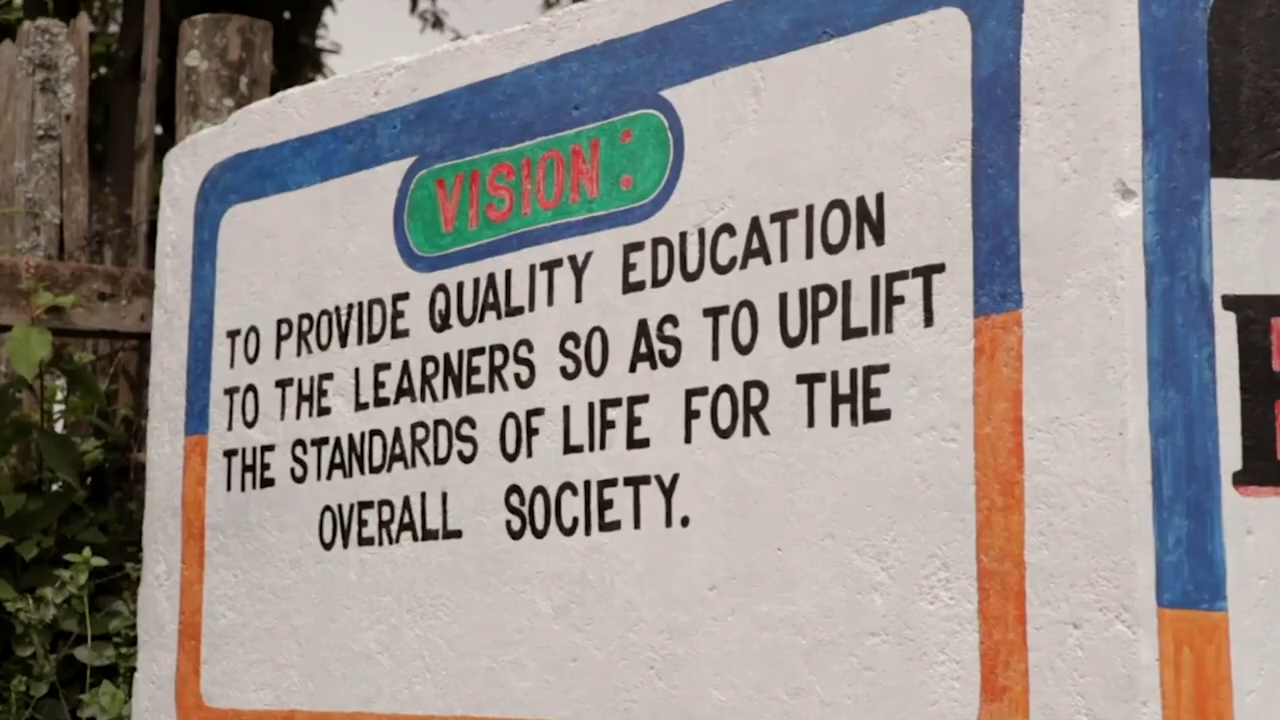 VISION:
TO PROVIDE QUALITY EDUCATION
TO THE LEARNERS SO AS TO UPLIFT
THE STANDARDS OF LIFE FOR THE
OVERALL SOCIETY.